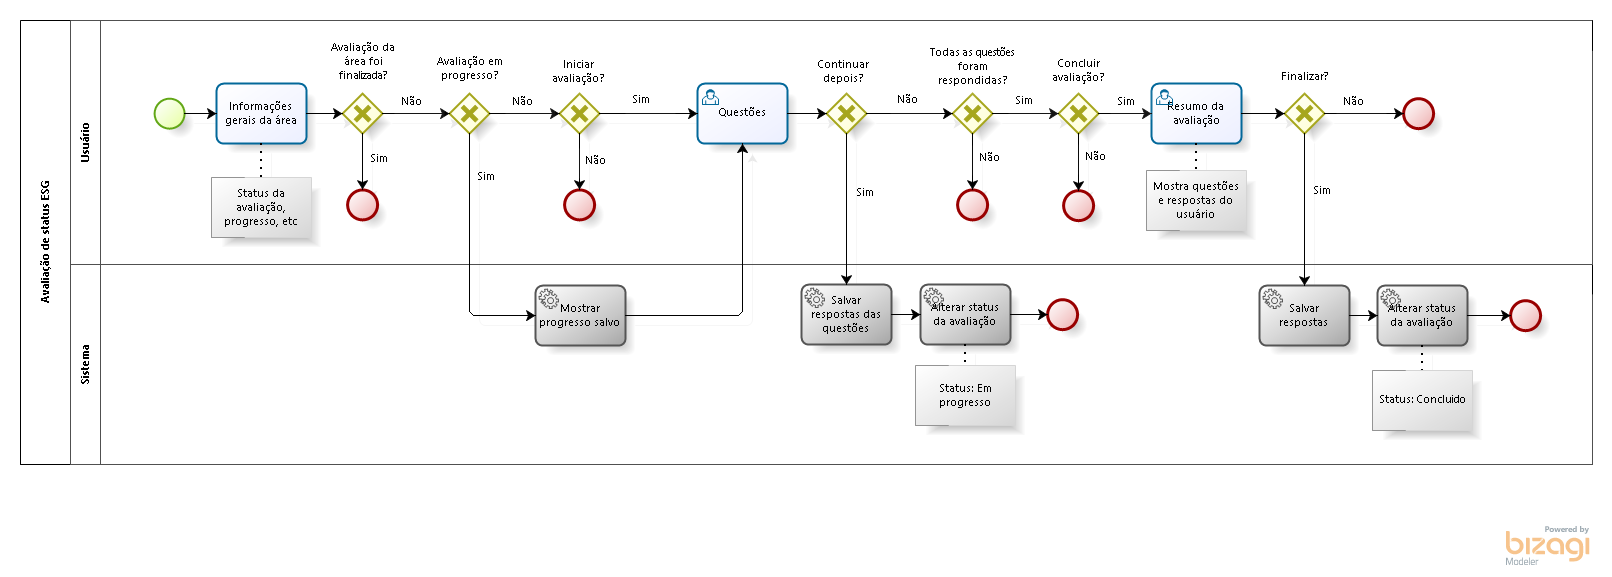 Avaliação de status ESG
Usuário
Sistema
Informações
gerais da área
Status da
avaliação,
progresso, etc
Avaliação da
área foi
finalizada?
Não
Sim
Avaliação em
progresso?
Não
Sim
Iniciar
avaliação?
Sim
Não
Questões
Continuar
depois?
Não
Sim
Todas as questões
foram
respondidas?
Sim
Não
Concluir
avaliação?
Sim
Não
Resumo da
avaliação
Mostra questões
e respostas do
usuário
Finalizar?
Não
Sim
Mostrar
progresso salvo
Salvar
respostas das
questões
Alterar status
da avaliação
Status: Em
progresso
Salvar
respostas
Alterar status
da avaliação
Status: Concluido
Powered by
bizagi
Modeler